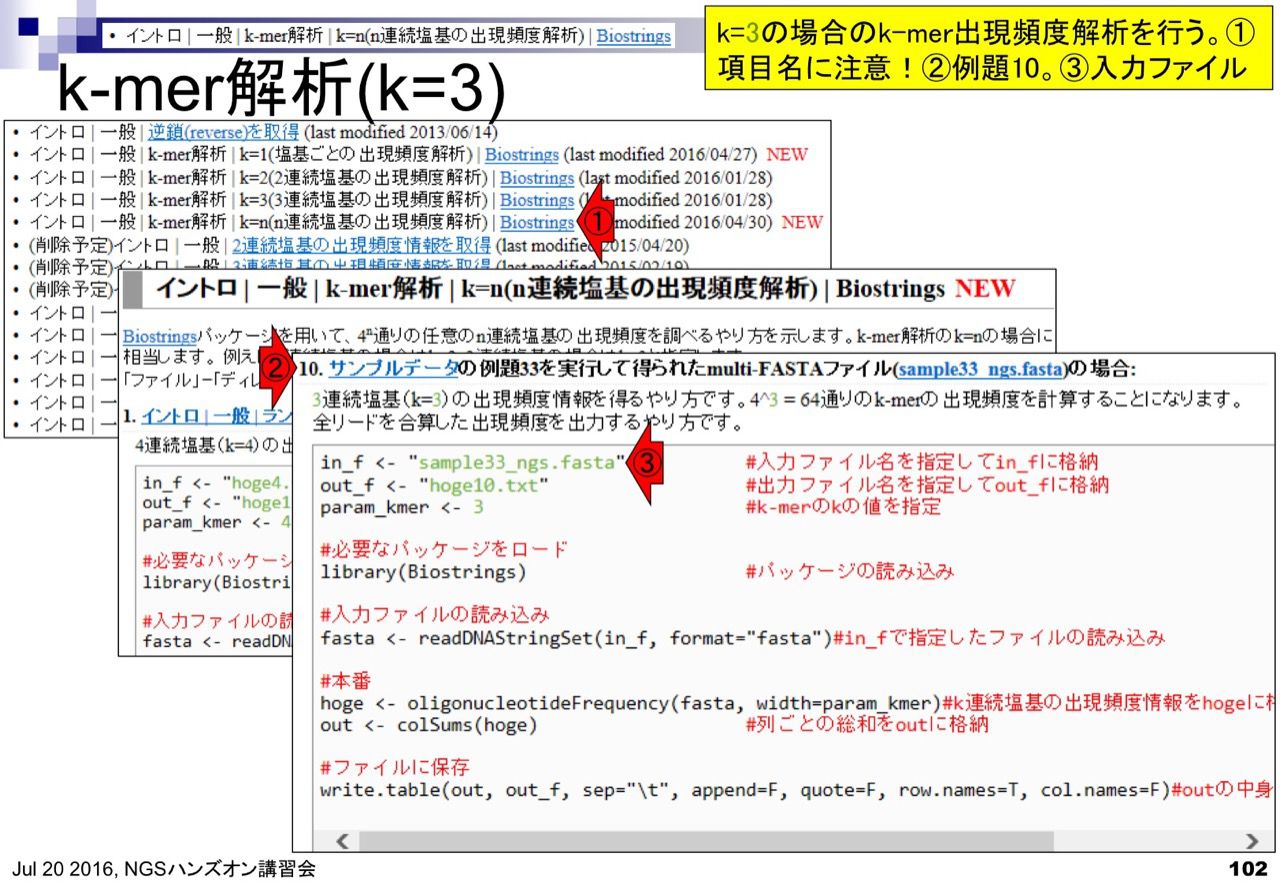 • イントロ | 一般 | k-mer解析 | k=n(n連続塩基の出現頻度解析) | Biostrings
k=3の場合のk-mer出現頻度解析を行う。①
項目名に注意！②例題10。③入力ファイル
k-mer解析(k=3)
• イントロ | 一般 | 逆鎖(reverse)を取得 (last modified 2013/06/14)
• イントロ | 一般 | k-mer解析 | k=1(塩基ごとの出現頻度解析) | Biostrings (last modified 2016/04/27) NEW
• イントロ | 一般 | k-mer解析 | k=2(2連続塩基の出現頻度解析) | Biostrings (last modified 2016/01/28)
• イントロ | 一般 | k-mer解析 | k=3(3連続塩基の出現頻度解析) | Biostrings (last modified 2016/01/28)
• イントロ | 一般 | k-mer解析 | k=n(n連続塩基の出現頻度解析) | Biostrings ① modified 2016/04/30) NEW
• (削除予定)イントロ | 一般 | 2連続塩基の出現頻度情報を取得 (last modified 2015/04/20)
• (削除予定)イントロ | 一般 | 3連続塩基の出現頻度情報を取得 (last modified 2015/02/19)
• (削除予定)
• イントロ | 一
• イントロ | 一
• イントロ | 一
• イントロ | 一
• イントロ | 一
• イントロ | 一
イントロ | 一般 | k-mer解析 | k=n(n連続塩基の出現頻度解析) | Biostrings NEW
Biostringsパッケージを用いて、4ⁿ通りの任意のn連続塩基の出現頻度を調べるやり方を示します。k-mer解析のk=nの場合に
相当します。例え
「ファイル」－「ディレ
1. イントロ | 一般 | ラン
4連続塩基(k=4)の出
in_f <- "hoge4.
out_f <- "hoge1
param_kmer <- 4
#必要なパッケージ
library(Biostri
#入力ファイルの読
fasta <- readDN
②
10. サンプルデータの例題33を実行して得られたmulti-FASTAファイル(sample33_ngs.fasta)の場合:
3連続塩基(k=3)の出現頻度情報を得るやり方です。4^3 = 64通りのk-merの出現頻度を計算することになります。
全リードを合算した出現頻度を出力するやり方です。
in_f <- "sample33_ngs.fasta" ③ #入力ファイル名を指定してin_fに格納
out_f <- "hoge10.txt" #出力ファイル名を指定してout_fに格納
param_kmer <- 3 #k-merのkの値を指定
#必要なパッケージをロード
library(Biostrings) #パッケージの読み込み
#入力ファイルの読み込み
fasta <- readDNAStringSet(in_f, format="fasta")#in_fで指定したファイルの読み込み
#本番
hoge <- oligonucleotideFrequency(fasta, width=param_kmer)#k連続塩基の出現頻度情報をhogeに
out <- colSums(hoge) #列ごとの総和をoutに格納
#ファイルに保存
write.table(out, out_f, sep="\t", append=F, quote=F, row.names=T, col.names=F)#outの中身
Jul 20 2016, NGSハンズオン講習会
102